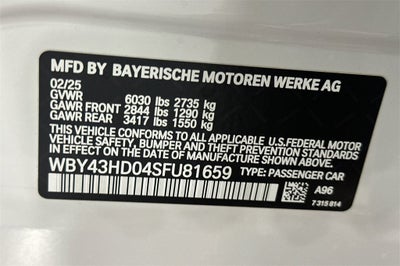 MFD BY BAYERISCHE MOTOREN WERKE AG
02/25
GVWR 6030 lbs 2735 kg
GAWR FRONT 2844 lbs 1290 kg
GAWR REAR 3417 lbs 1550 kg
THIS VEHICLE CONFORMS TO ALL APPLICABLE U.S. FEDERAL MOTOR
VEHICLE SAFETY, BUMPER AND THEFT PREVENTION STANDARDS
IN EFFECT ON THE DATE OF MANUFACTURE SHOWN ABOVE.
WBY43HD04SFU81659 TYPE: PASSENGER CAR
A96
7 315 814